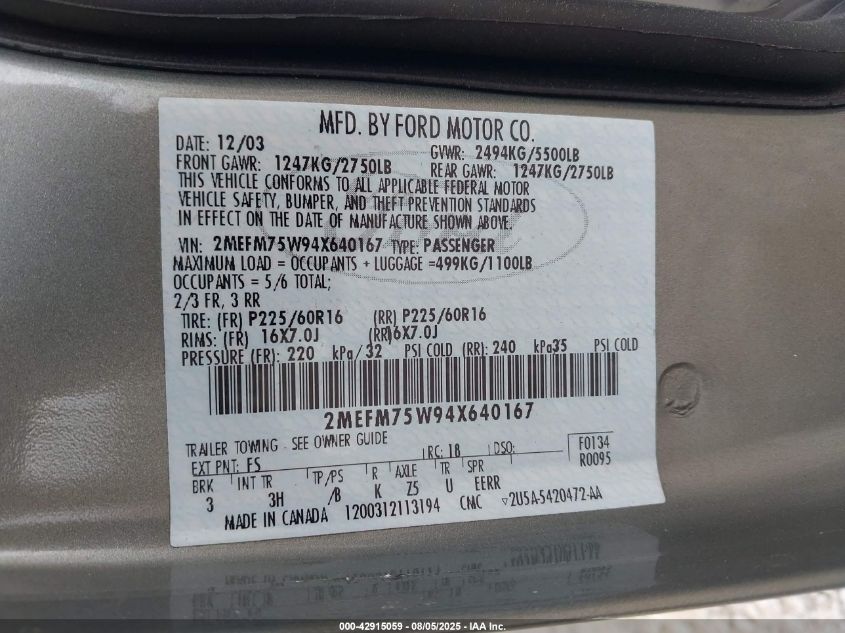 MFD. BY FORD MOTOR CO.
DATE: 12/03 GVWR: 2494KG/5500LB
FRONT GAWR: 1247KG/2750LB REAR GAWR: 1247KG/2750LB
THIS VEHICLE CONFORMS TO ALL APPLICABLE FEDERAL MOTOR
VEHICLE SAFETY, BUMPER, AND THEFT PREVENTION STANDARDS
IN EFFECT ON THE DATE OF MANUFACTURE SHOWN ABOVE.
VIN: 2MEFM75W94X640167 TYPE: PASSENGER
MAXIMUM LOAD = OCCUPANTS + LUGGAGE =499KG/1100LB
OCCUPANTS = 5/6 TOTAL;
2/3 FR, 3 RR
TIRE: (FR) P225/60R16 (RR) P225/60R16
RIMS: (FR) 16X7.0J (RR)16X7.0J
PRESSURE (FR): 220 kPa/32 PSI COLD (RR): 240 kPa35 PSI COLD
2MEFM75W94X640167
TRAILER TOWING - SEE OWNER GUIDE
EXT PNT: FS RC: 18 DSO: F0134
R0095
BRK INT TR TP/PS R AXLE TR SPR
3 3H /B K Z5 U EERR
MADE IN CANADA 1200312113194 CMC ▽2U5A-5420472-AA
000-42915059 - 08/05/2025 - IAA Inc.